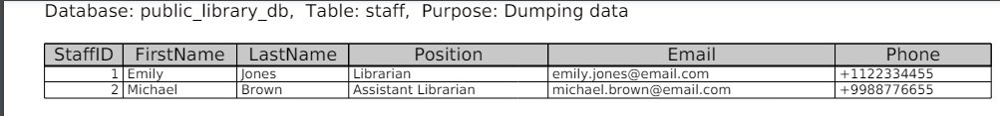 Database: public_library_db, Table: staff, Purpose: Dumping data
StaffID FirstName LastName Position Email Phone
1 Emily Jones Librarian emily.jones@email.com +1122334455
2 Michael Brown Assistant Librarian michael.brown@email.com +9988776655